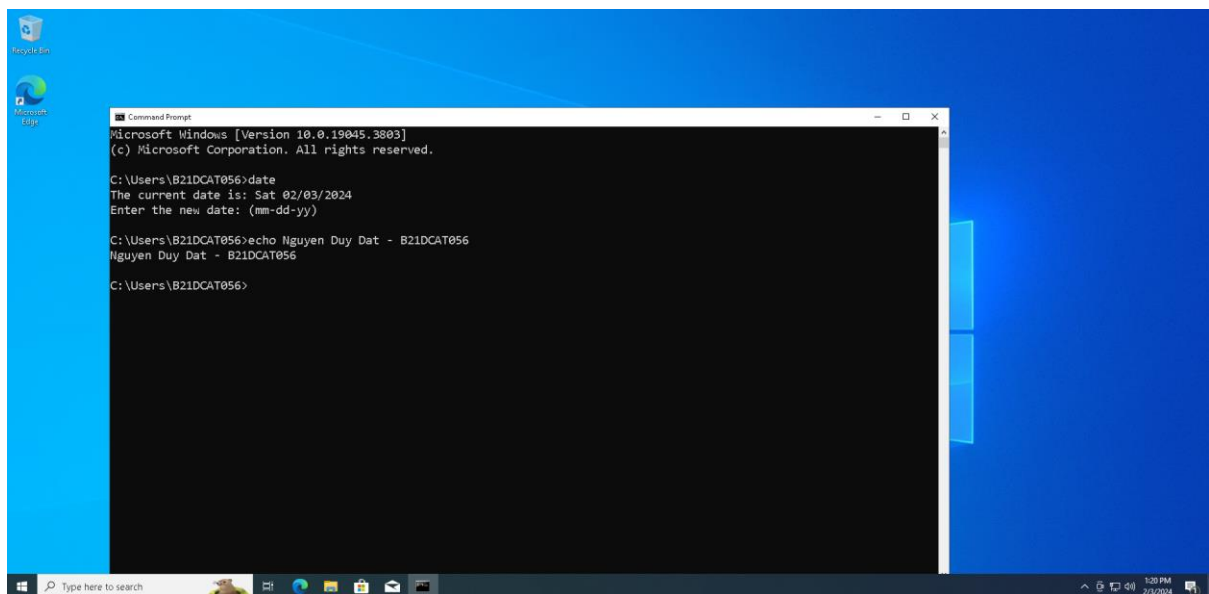 Recycle Bin
Microsoft
Edge
Command Prompt
Microsoft Windows [Version 10.0.19045.3803]
(c) Microsoft Corporation. All rights reserved.
C:\Users\B21DCAT056>date
The current date is: Sat 02/03/2024
Enter the new date: (mm-dd-yy)
C:\Users\B21DCAT056>echo Nguyen Duy Dat - B21DCAT056
Nguyen Duy Dat - B21DCAT056
C:\Users\B21DCAT056>
Type here to search
1:20 PM
2/3/2024